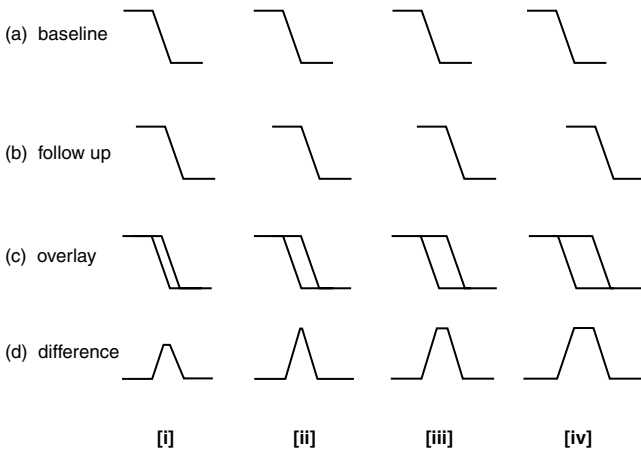 (a) baseline
(b) follow up
(c) overlay
(d) difference
[i] [ii] [iii] [iv]